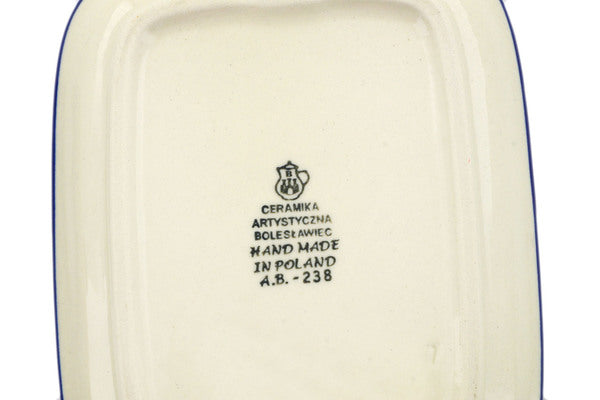 B
CERAMIKA
ARTYSTYCZNA
BOLESŁAWIEC
HAND MADE
IN POLAND
A.B. - 238